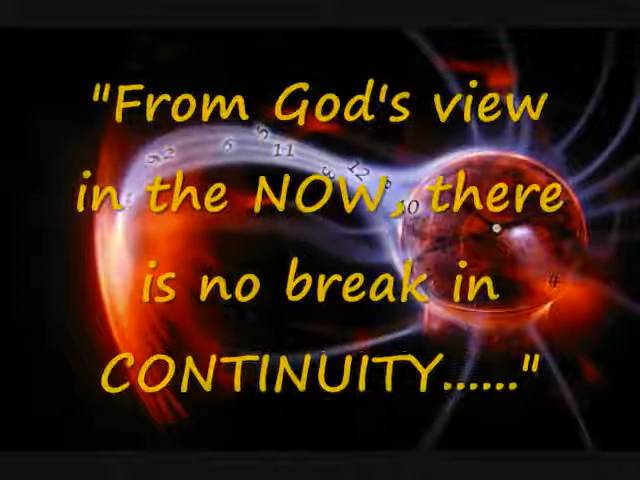 "From God's view
in the NOW, there
is no break in
CONTINUITY......"